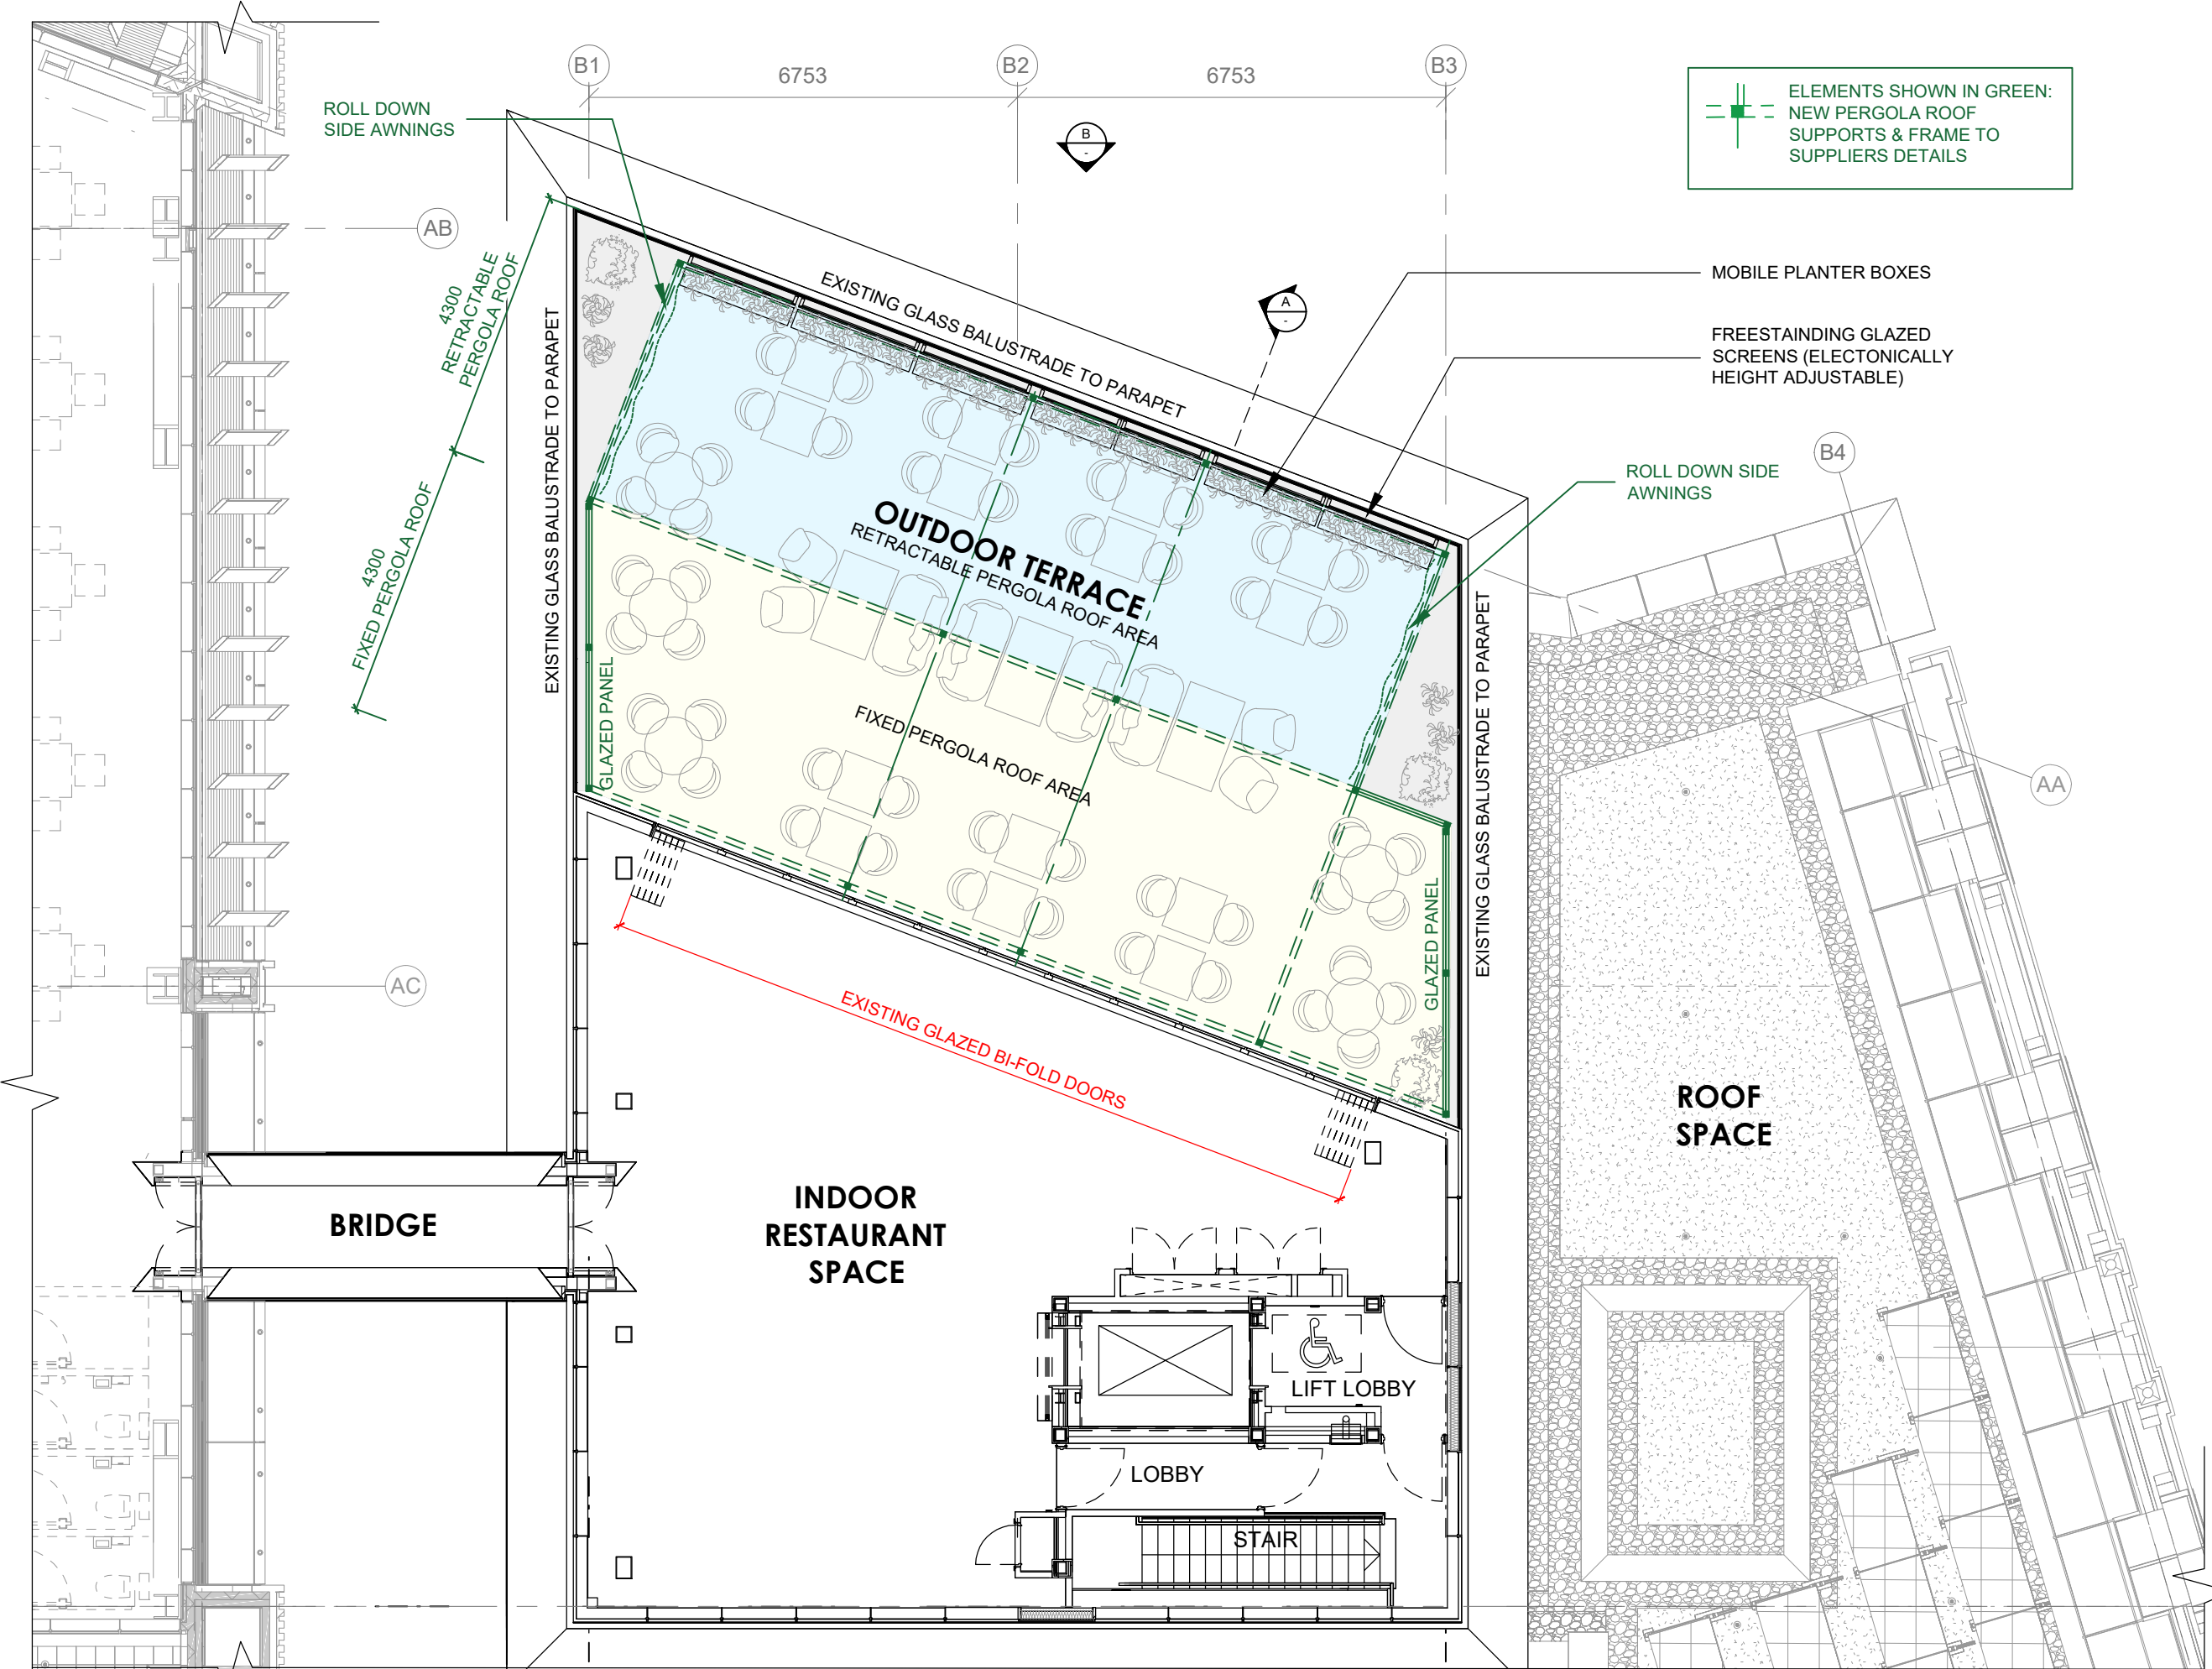 B1
6753
B2
6753
B3
ROLL DOWN
SIDE AWNINGS
B
-
ELEMENTS SHOWN IN GREEN:
NEW PERGOLA ROOF
SUPPORTS & FRAME TO
SUPPLIERS DETAILS
AB
4300
RETRACTABLE
PERGOLA ROOF
EXISTING GLASS BALUSTRADE TO PARAPET
EXISTING GLASS BALUSTRADE TO PARAPET
A
-
MOBILE PLANTER BOXES
FREESTAINDING GLAZED
SCREENS (ELECTONICALLY
HEIGHT ADJUSTABLE)
B4
ROLL DOWN SIDE
AWNINGS
4300
FIXED PERGOLA ROOF
OUTDOOR TERRACE
RETRACTABLE PERGOLA ROOF AREA
GLAZED PANEL
FIXED PERGOLA ROOF AREA
EXISTING GLASS BALUSTRADE TO PARAPET
AA
GLAZED PANEL
AC
EXISTING GLAZED BI-FOLD DOORS
ROOF
SPACE
BRIDGE
INDOOR
RESTAURANT
SPACE
LIFT LOBBY
LOBBY
STAIR